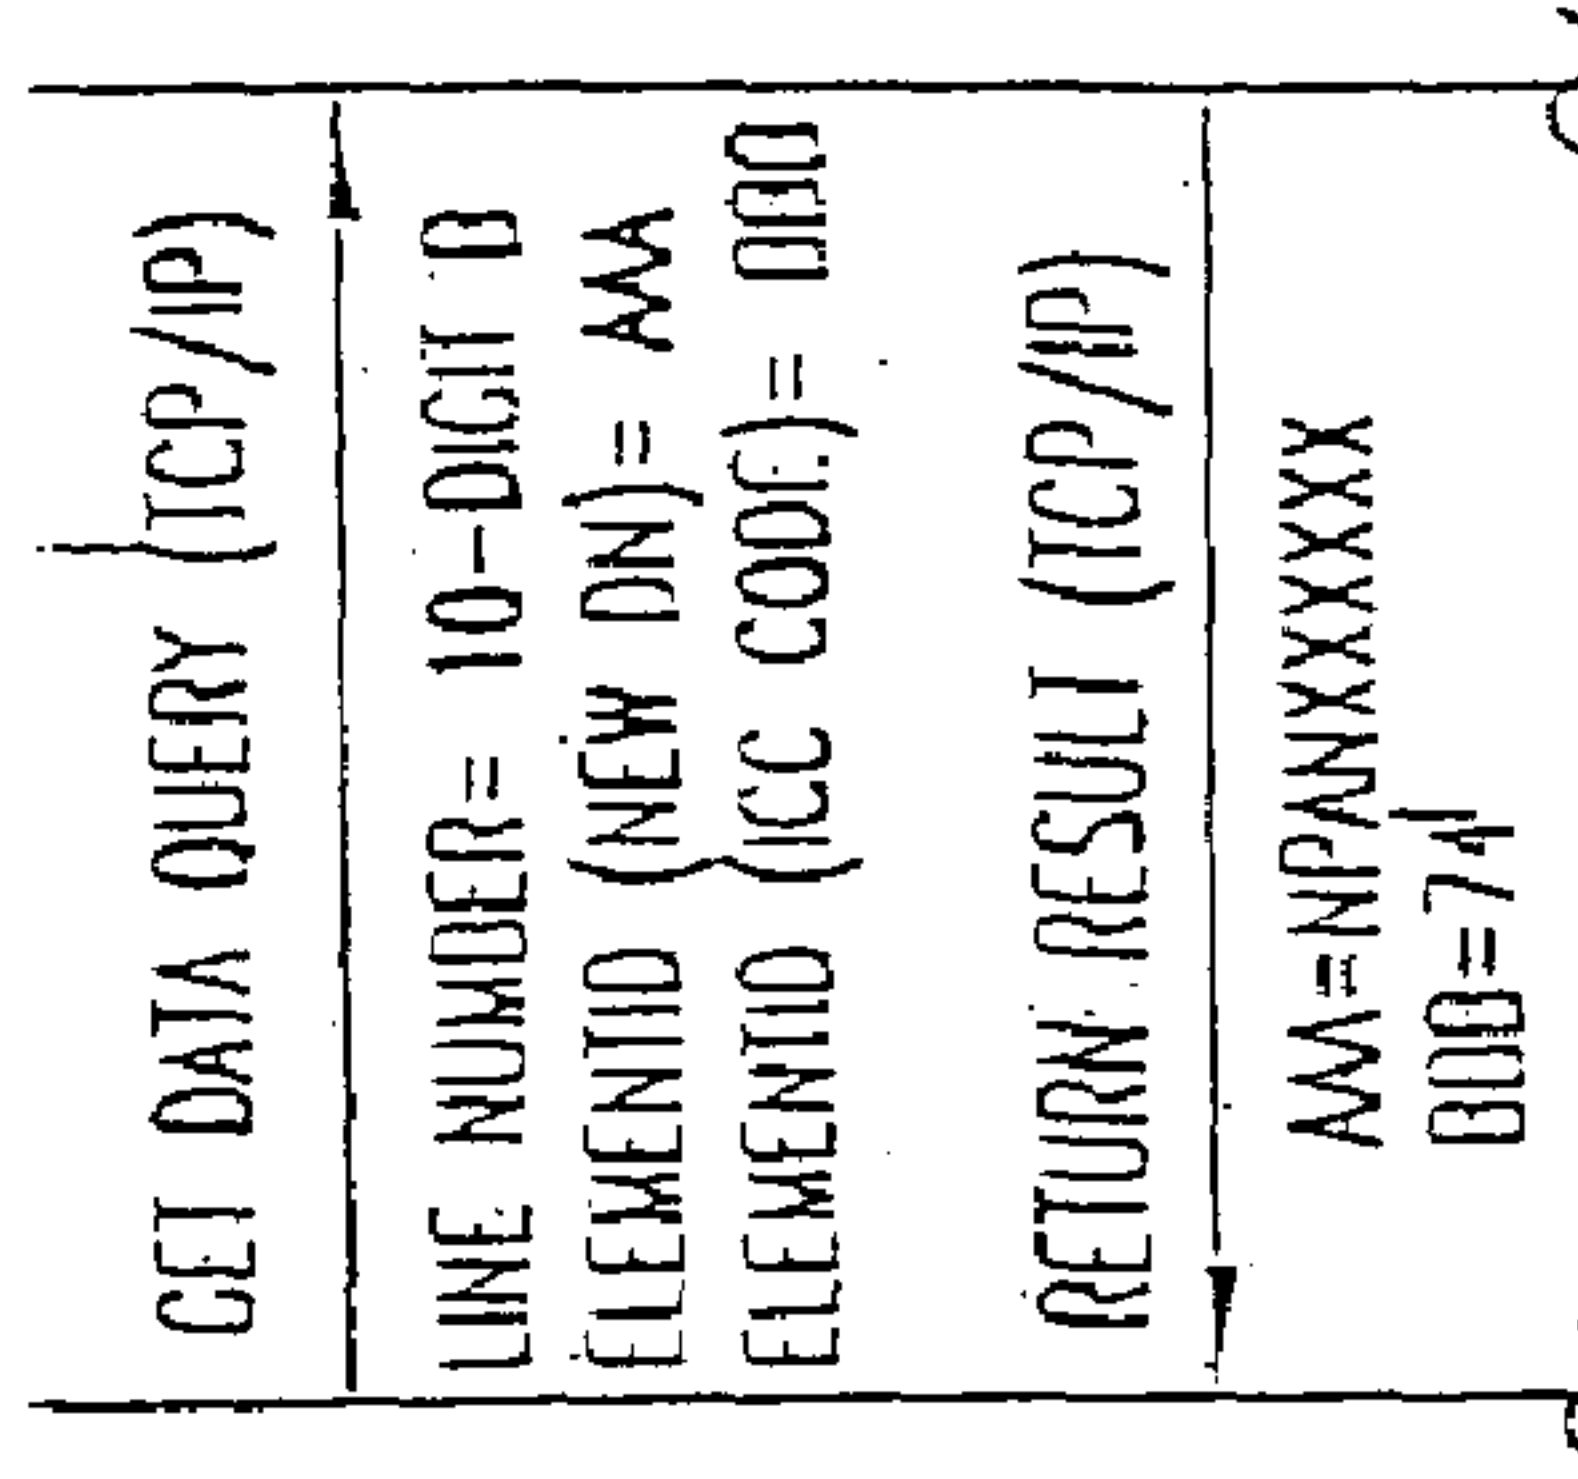 GET DATA QUERY (TCP/IP)
LINE NUMBER= 10-DIGIT B
ELEMENTID (NEW DN)= AAA
ELEMENTID (ICC CODE)= BBB
RETURN RESULT (TCP/IP)
AAA=NPANXXXXXX
BBB=